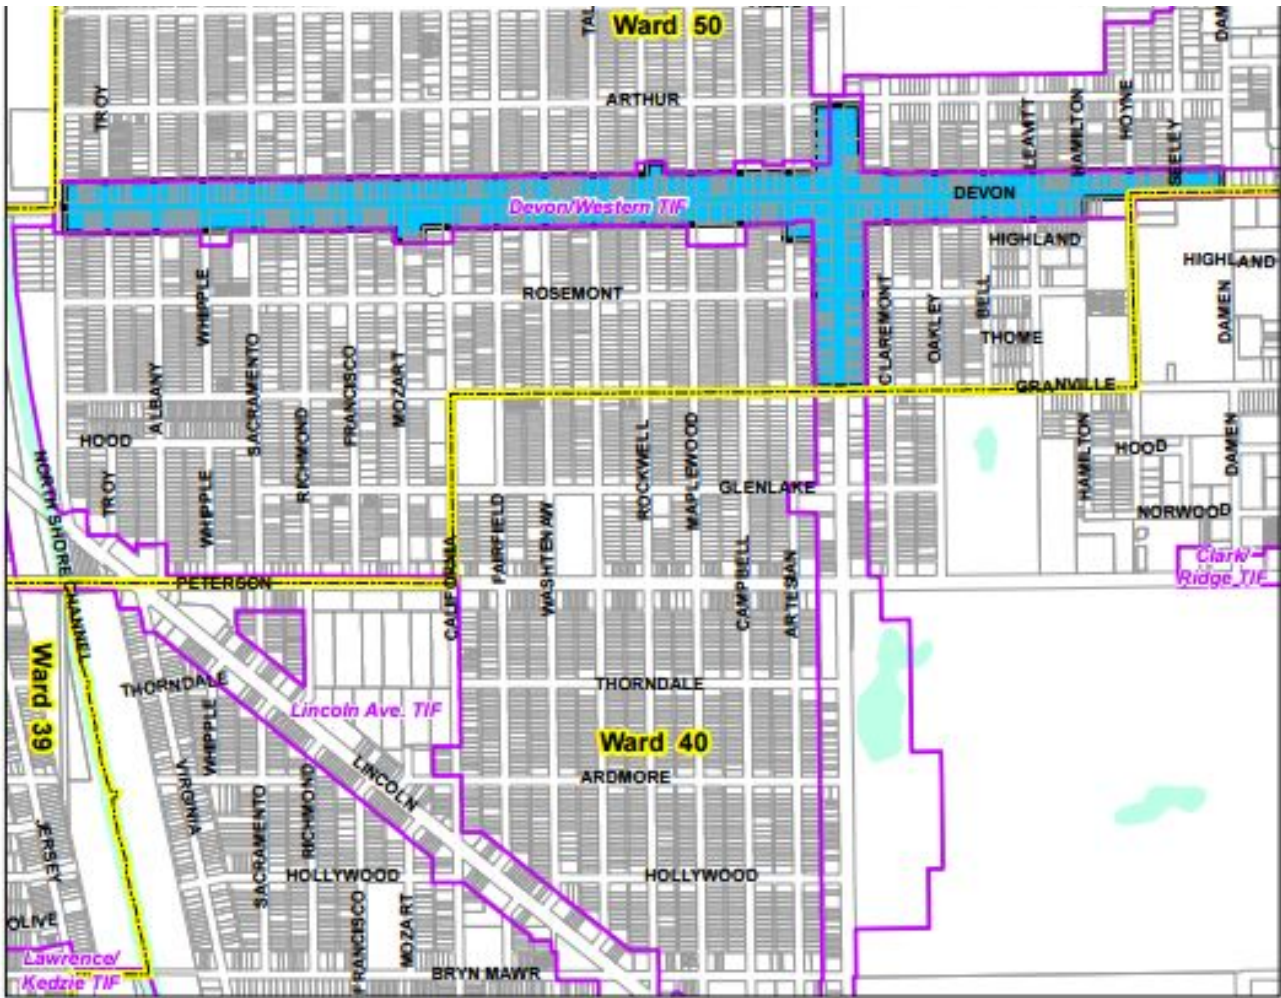 Ward 50
TAL
DAM
ARTHUR
TROY
LEAVITT
HAMILTON
HOYNE
SEELEY
DEVON
Devon/Western TIF
HIGHLAND
HIGHLAND
ROSEMONT
WHIPPLE
CLAREMONT
OAKLEY
BELL
THOME
DAMEN
ALBANY
SACRAMENTO
RICHMOND
FRANCISCO
MOZART
GRANVILLE
HOOD
TROY
WHIPPLE
ROCKWELL
MAPLEWOOD
HAMILTON
HOOD
DAMEN
GLENLAKE
NORTH SHORE CHANNEL
FAIRFIELD
WASHTENAW
NORWOOD
CALIFORNIA
CAMPBELL
ARTESIAN
Clark/
Ridge TIF
PETERSON
Ward 39
THORNDALE
WHIPPLE
THORNDALE
Lincoln Ave. TIF
Ward 40
VIRGINIA
LINCOLN
ARDMORE
JERSEY
SACRAMENTO
RICHMOND
HOLLYWOOD
HOLLYWOOD
OLIVE
FRANCISCO
MOZART
Lawrence/
Kedzie TIF
BRYN MAWR